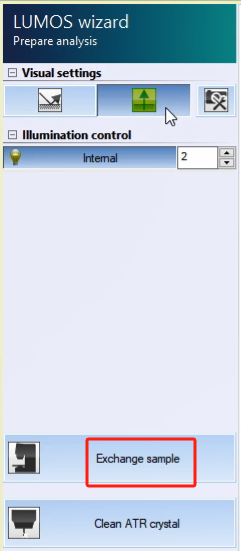 LUMOS wizard
Prepare analysis
Visual settings
Illumination control
Internal 2
Exchange sample
Clean ATR crystal